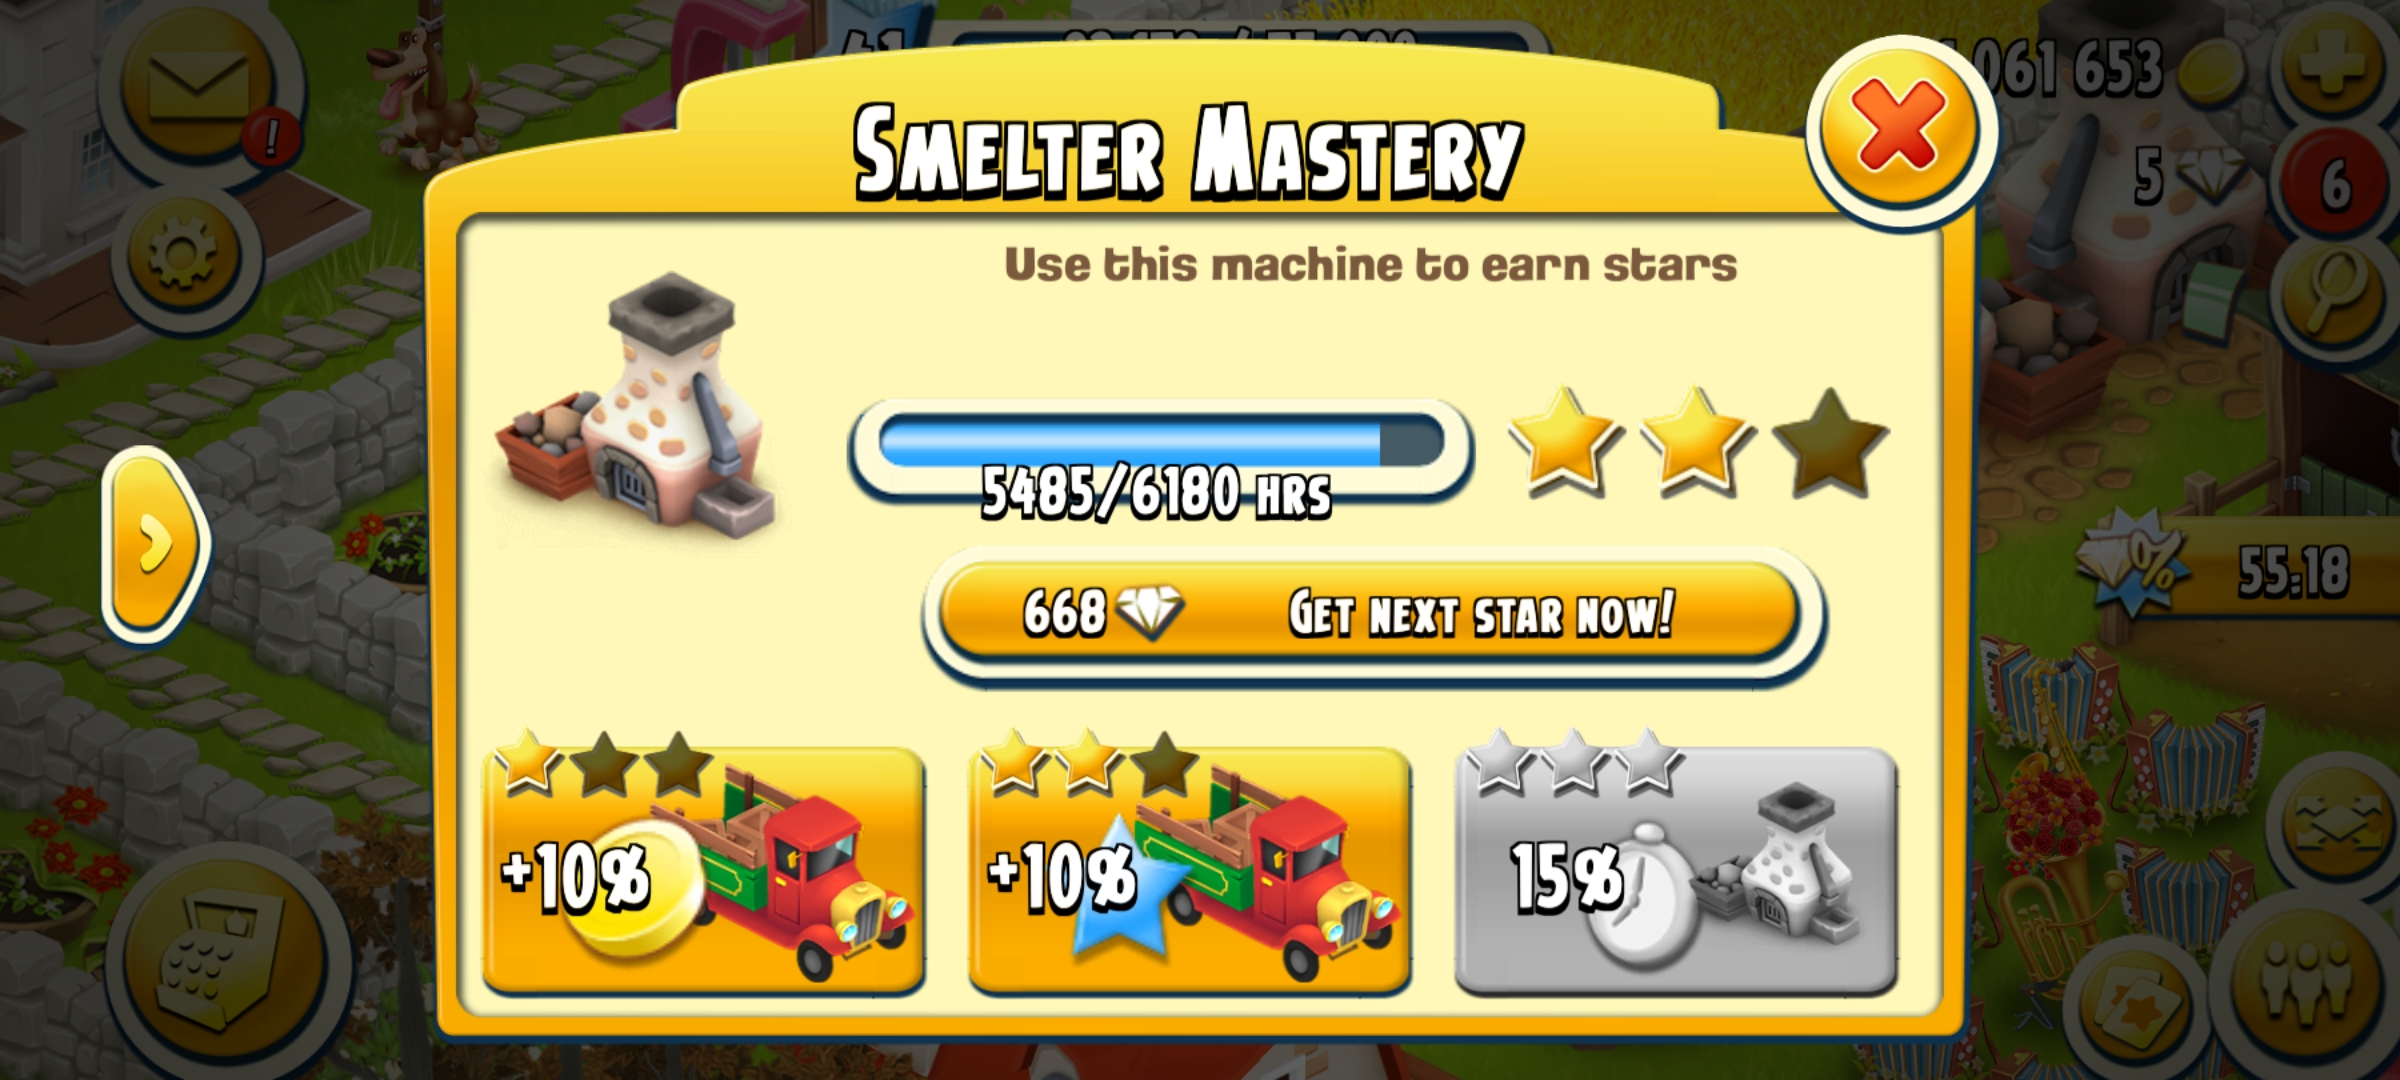 Smelter Mastery
061 653
5
6
Use this machine to earn stars
5485/6180 hrs
55:18
668 Get next star now!
+10%
+10%
15%